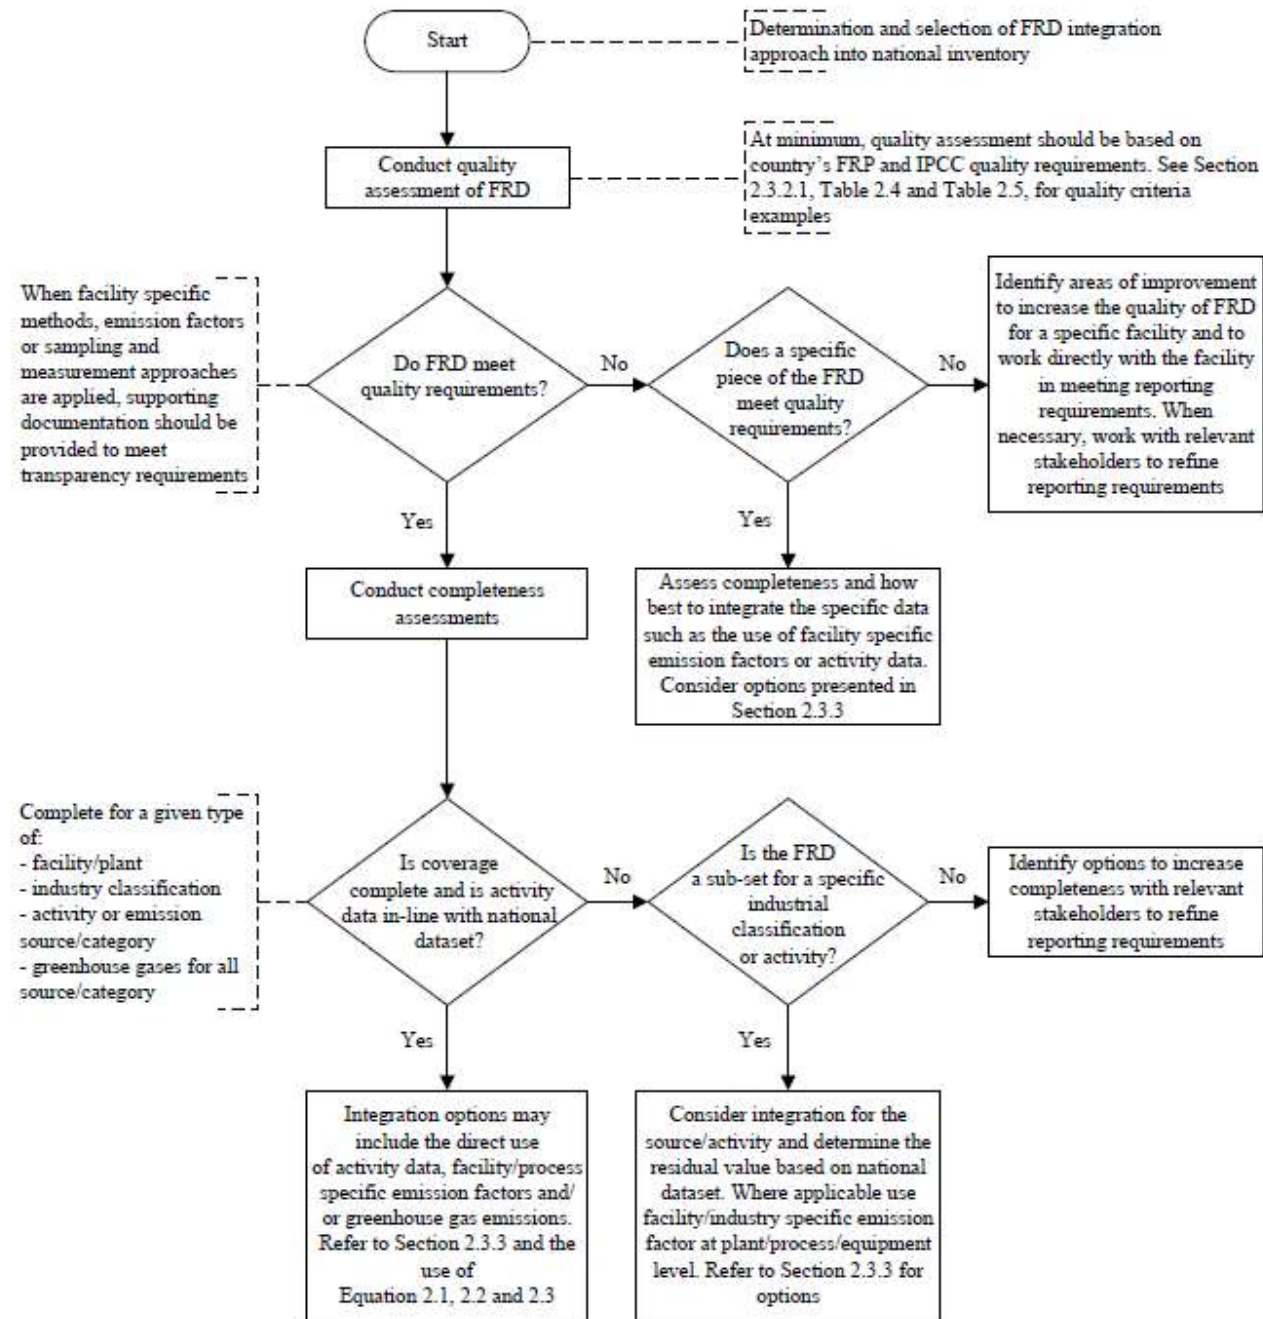 Start
Determination and selection of FRD integration
approach into national inventory
Conduct quality
assessment of FRD
At minimum, quality assessment should be based on
country's FRP and IPCC quality requirements. See Section
2.3.2.1, Table 2.4 and Table 2.5, for quality criteria
examples
When facility specific
methods, emission factors
or sampling and
measurement approaches
are applied, supporting
documentation should be
provided to meet
transparency requirements
Do FRD meet
quality requirements?
No
Does a specific
piece of the FRD
meet quality
requirements?
No
Identify areas of improvement
to increase the quality of FRD
for a specific facility and to
work directly with the facility
in meeting reporting
requirements. When
necessary, work with relevant
stakeholders to refine
reporting requirements
Yes
Yes
Conduct completeness
assessments
Assess completeness and how
best to integrate the specific data
such as the use of facility specific
emission factors or activity data.
Consider options presented in
Section 2.3.3
Complete for a given type
of:
- facility/plant
- industry classification
- activity or emission
source/category
- greenhouse gases for all
source/category
Is coverage
complete and is activity
data in-line with national
dataset?
No
Is the FRD
a sub-set for a specific
industrial
classification
or activity?
No
Identify options to increase
completeness with relevant
stakeholders to refine
reporting requirements
Yes
Yes
Integration options may
include the direct use
of activity data, facility/process
specific emission factors and/
or greenhouse gas emissions.
Refer to Section 2.3.3 and the
use of
Equation 2.1, 2.2 and 2.3
Consider integration for the
source/activity and determine the
residual value based on national
dataset. Where applicable use
facility/industry specific emission
factor at plant/process/equipment
level. Refer to Section 2.3.3 for
options